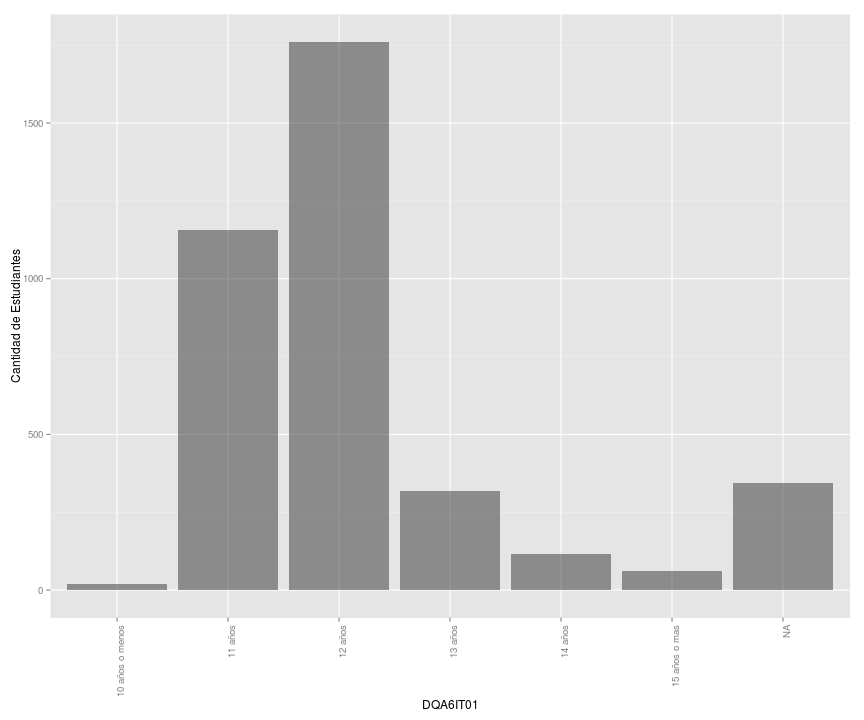 Cantidad de Estudiantes
1500
1000
500
0
10 años o menos
11 años
12 años
13 años
14 años
15 años o mas
NA
DQA6IT01